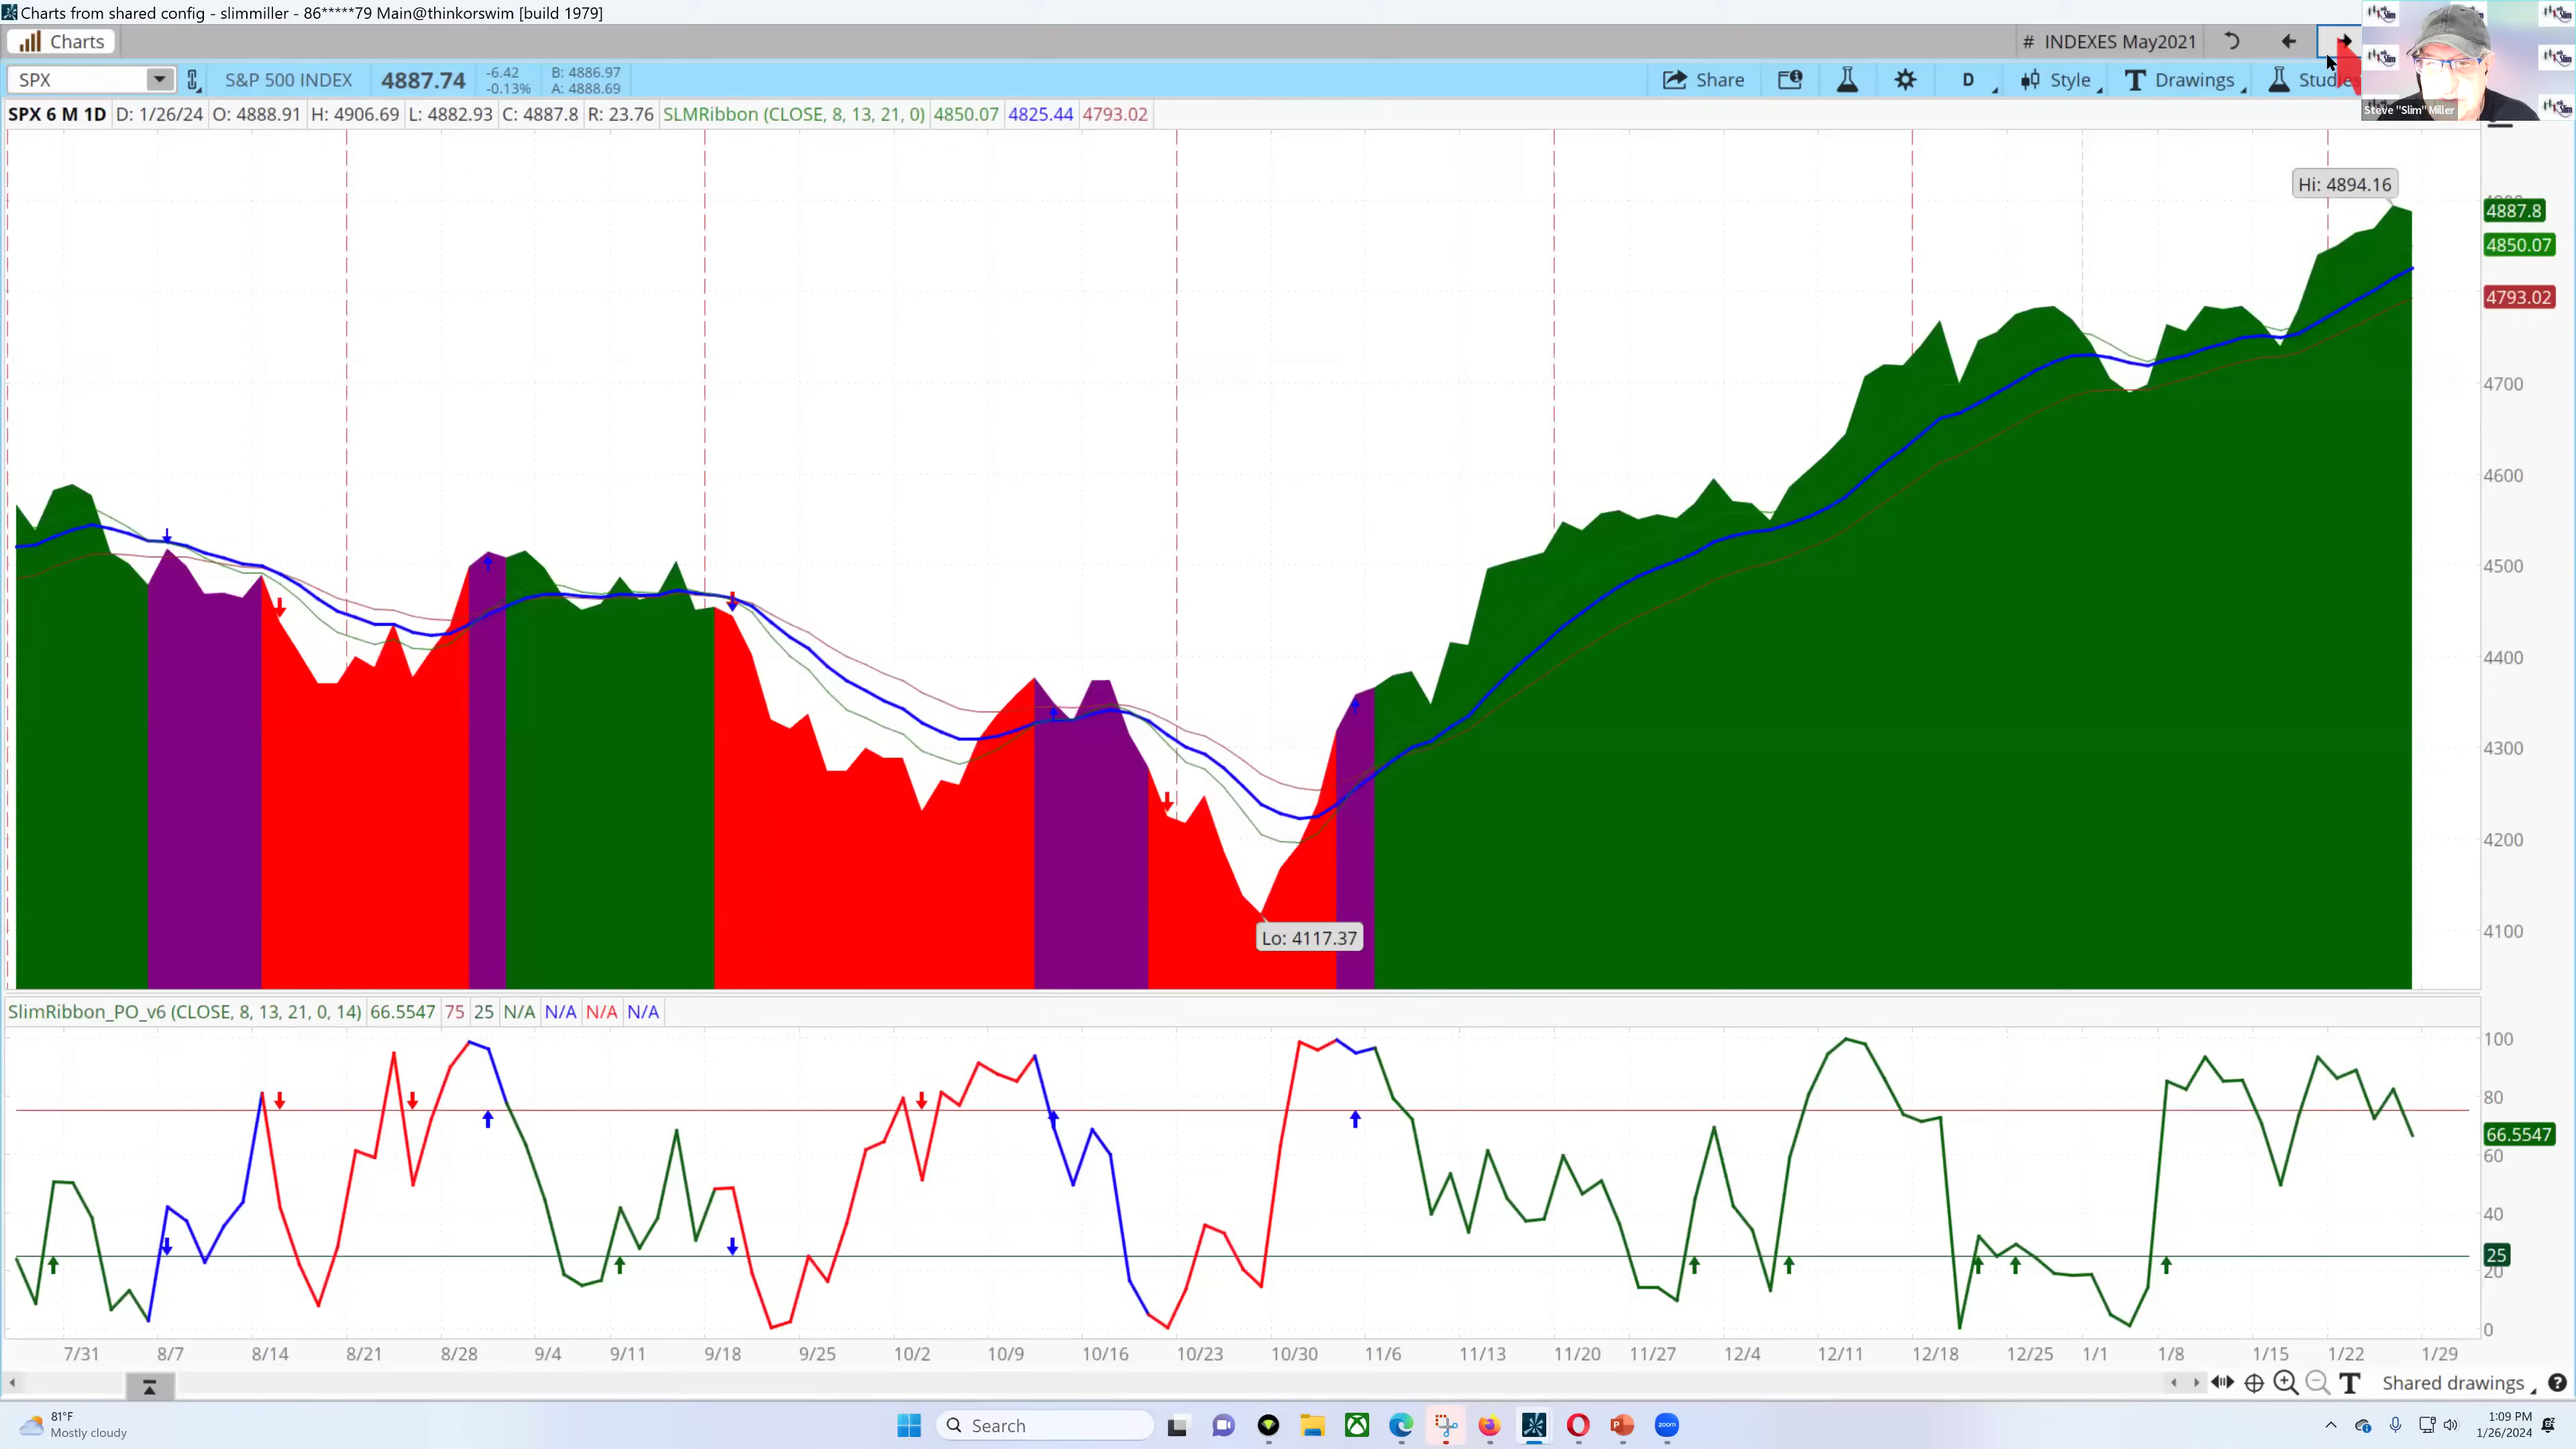 Charts from shared config - slimmiller - 86*****79 Main@thinkorswim [build 1979]
Charts
# INDEXES May2021
SPX S&P 500 INDEX 4887.74 -6.42 B: 4886.97
-0.13% A: 4888.69
Share D Style Drawings
Steve "Slim" Miller
SPX 6 M 1D D: 1/26/24 O: 4888.91 H: 4906.69 L: 4882.93 C: 4887.8 R: 23.76 SLMRibbon (CLOSE, 8, 13, 21, 0) 4850.07 4825.44 4793.02
Hi: 4894.16
4887.8
4850.07
4793.02
4700
4600
4500
4400
4300
4200
4100
Lo: 4117.37
SlimRibbon_PO_v6 (CLOSE, 8, 13, 21, 0, 14) 66.5547 75 25 N/A N/A N/A N/A
100
80
66.5547
60
40
25
20
0
7/31 8/7 8/14 8/21 8/28 9/4 9/11 9/18 9/25 10/2 10/9 10/16 10/23 10/30 11/6 11/13 11/20 11/27 12/4 12/11 12/18 12/25 1/1 1/8 1/15 1/22 1/29
Shared drawings
81°F
Mostly cloudy
Search
zoom
1:09 PM
1/26/2024